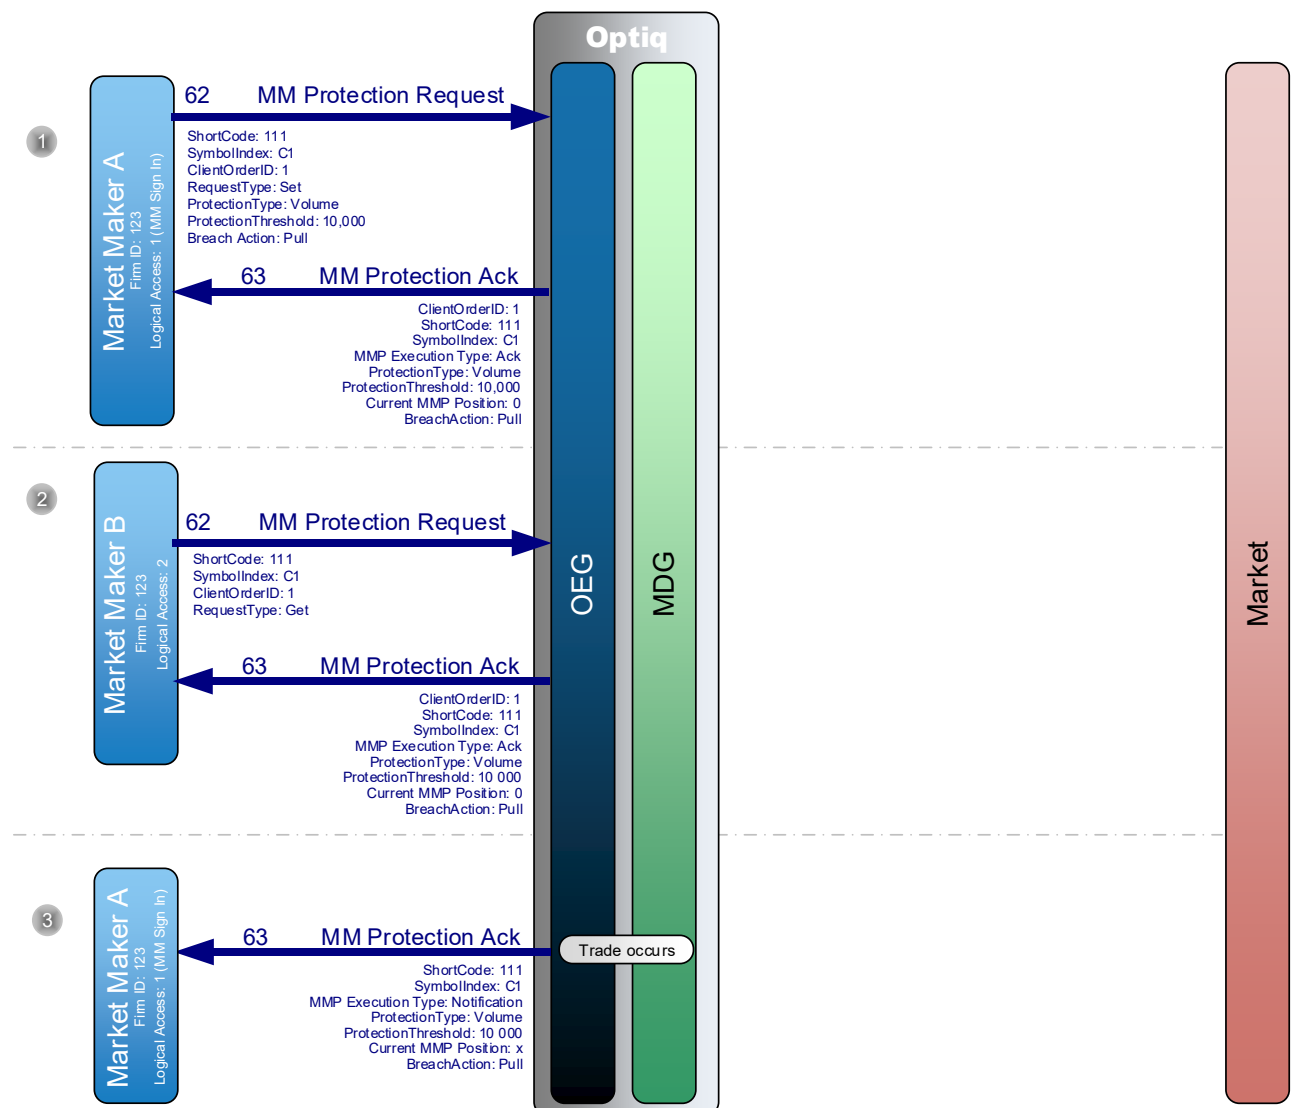 Optiq
1
Market Maker A
Firm ID: 123
Logical Access: 1 (MM Sign In)
62 MM Protection Request
ShortCode: 111
SymbolIndex: C1
ClientOrderID: 1
RequestType: Set
ProtectionType: Volume
ProtectionThreshold: 10,000
Breach Action: Pull
63 MM Protection Ack
ClientOrderID: 1
ShortCode: 111
SymbolIndex: C1
MMP Execution Type: Ack
ProtectionType: Volume
ProtectionThreshold: 10,000
Current MMP Position: 0
BreachAction: Pull
2
Market Maker B
Firm ID: 123
Logical Access: 2
62 MM Protection Request
ShortCode: 111
SymbolIndex: C1
ClientOrderID: 1
RequestType: Get
63 MM Protection Ack
ClientOrderID: 1
ShortCode: 111
SymbolIndex: C1
MMP Execution Type: Ack
ProtectionType: Volume
ProtectionThreshold: 10 000
Current MMP Position: 0
BreachAction: Pull
OEG
MDG
Market
3
Market Maker A
Firm ID: 123
Logical Access: 1 (MM Sign In)
63 MM Protection Ack
Trade occurs
ShortCode: 111
SymbolIndex: C1
MMP Execution Type: Notification
ProtectionType: Volume
ProtectionThreshold: 10 000
Current MMP Position: x
BreachAction: Pull